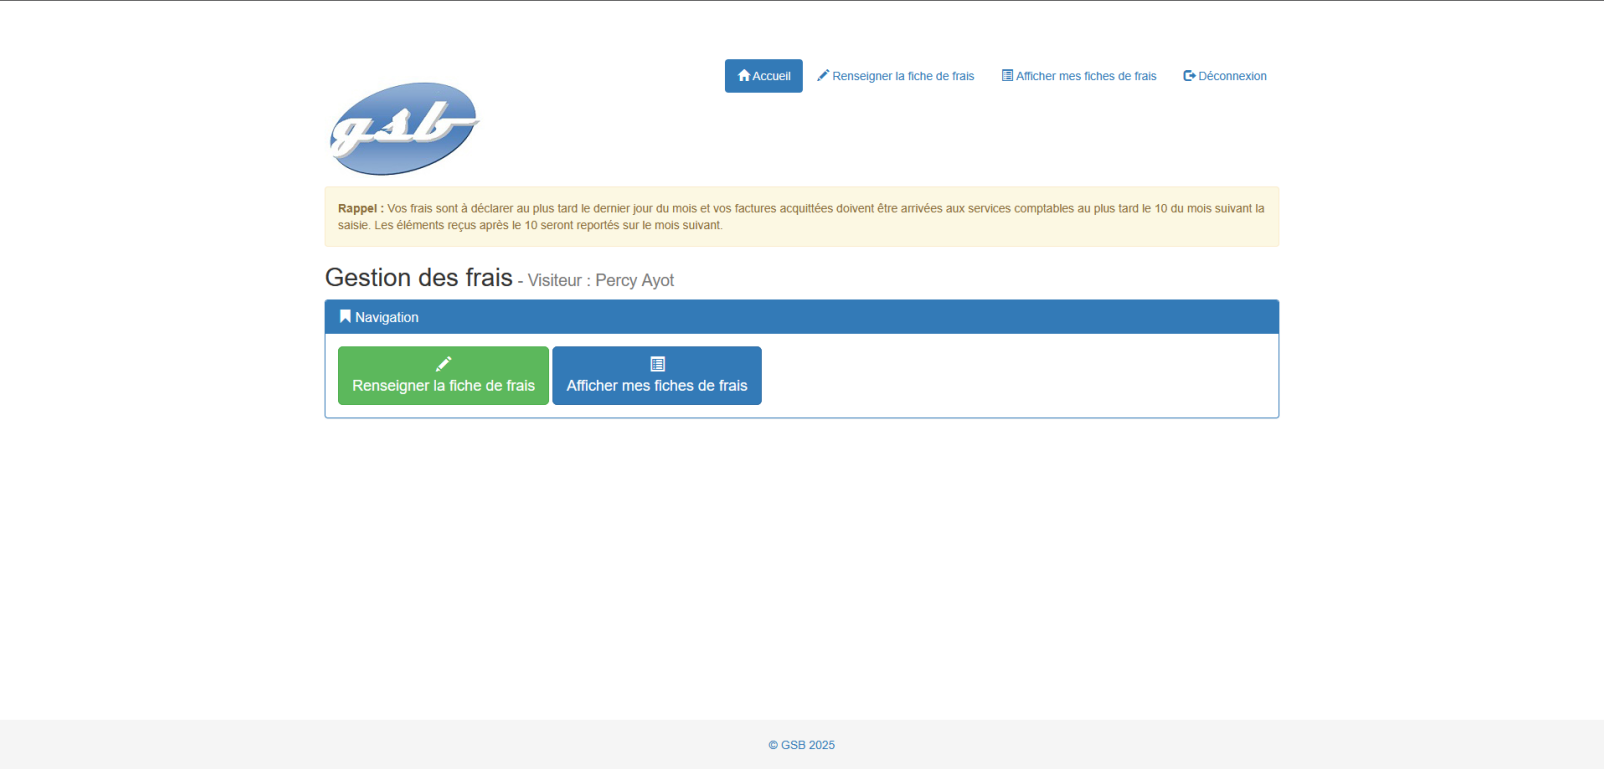 Accueil
Renseigner la fiche de frais
Afficher mes fiches de frais
Déconnexion
gsb
Rappel : Vos frais sont à déclarer au plus tard le dernier jour du mois et vos factures acquittées doivent être arrivées aux services comptables au plus tard le 10 du mois suivant la
saisie. Les éléments reçus après le 10 seront reportés sur le mois suivant.
Gestion des frais - Visiteur : Percy Ayot
Navigation
Renseigner la fiche de frais
Afficher mes fiches de frais
© GSB 2025